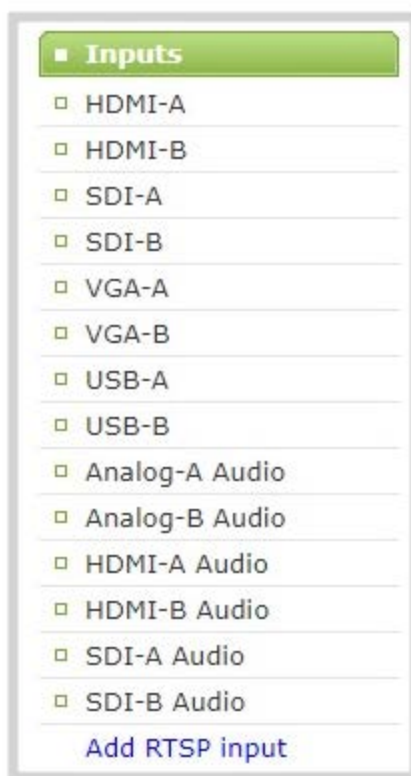 Inputs
HDMI-A
HDMI-B
SDI-A
SDI-B
VGA-A
VGA-B
USB-A
USB-B
Analog-A Audio
Analog-B Audio
HDMI-A Audio
HDMI-B Audio
SDI-A Audio
SDI-B Audio
Add RTSP input